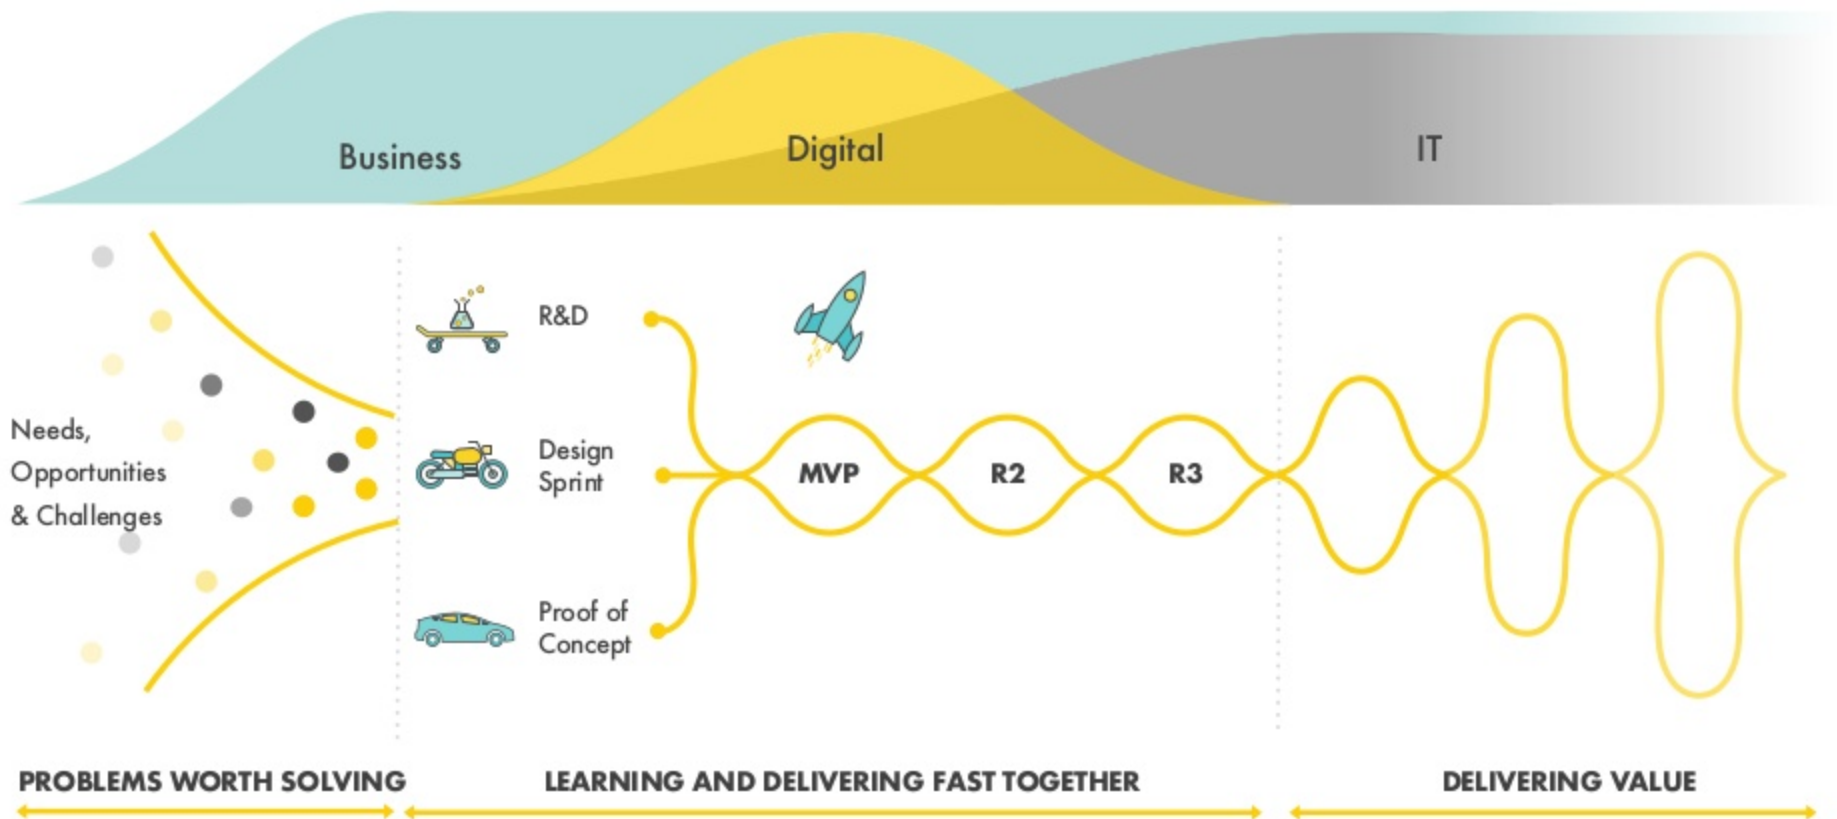 Business
Digital
IT
Needs,
Opportunities
& Challenges
R&D
Design
Sprint
Proof of
Concept
MVP
R2
R3
PROBLEMS WORTH SOLVING
LEARNING AND DELIVERING FAST TOGETHER
DELIVERING VALUE